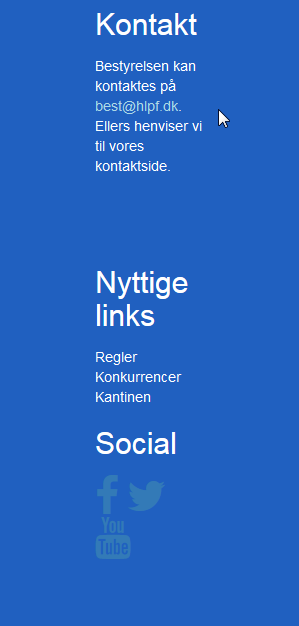 Kontakt
Bestyrelsen kan
kontaktes på
best@hlpf.dk.
Ellers henviser vi
til vores
kontaktside.
Nyttige
links
Regler
Konkurrencer
Kantinen
Social
You
Tube